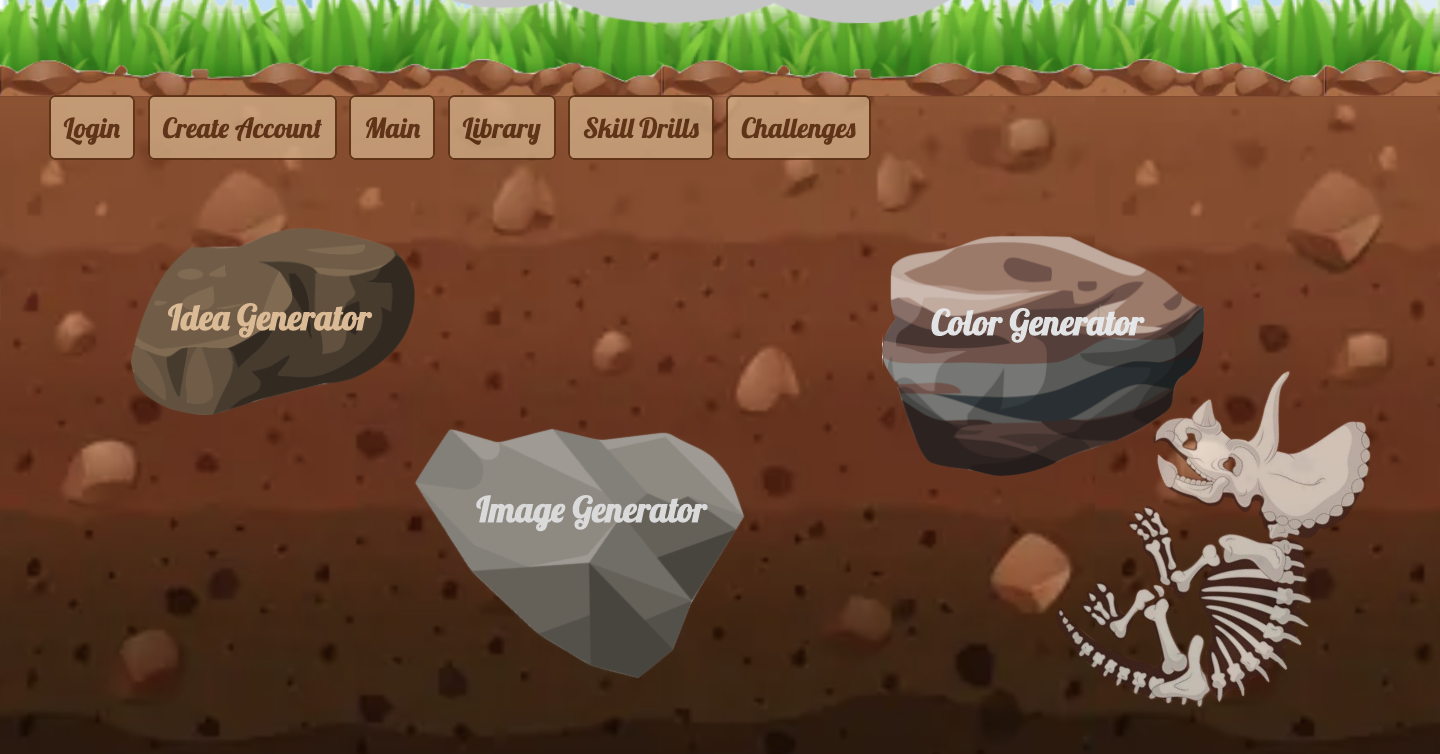 Login
Create Account
Main
Library
Skill Drills
Challenges
Idea Generator
Color Generator
Image Generator